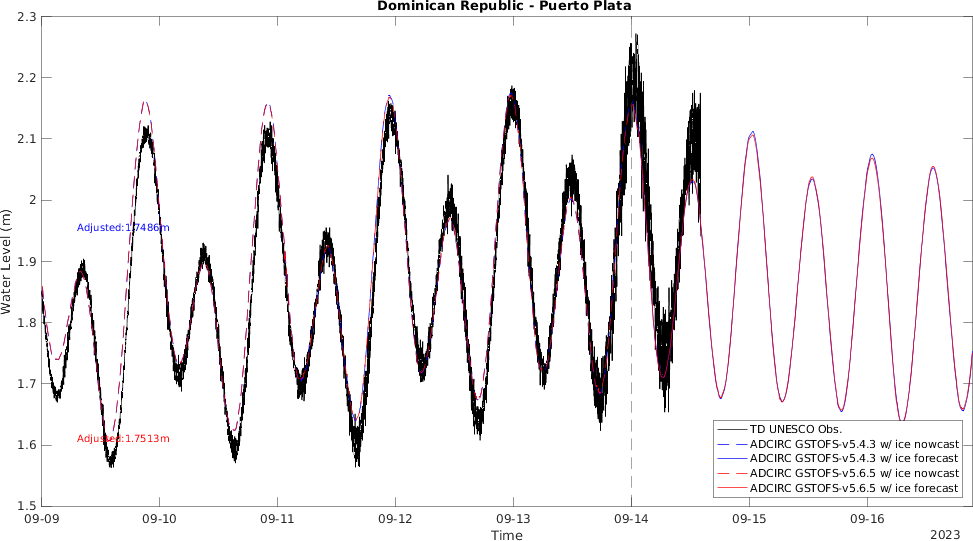 Dominican Republic - Puerto Plata
2.3
2.2
2.1
2
1.9
1.8
1.7
1.6
1.5
Water Level (m)
Adjusted:1.7486m
Adjusted:1.7513m
TD UNESCO Obs.
ADCIRC GSTOFS-v5.4.3 w/ ice nowcast
ADCIRC GSTOFS-v5.4.3 w/ ice forecast
ADCIRC GSTOFS-v5.6.5 w/ ice nowcast
ADCIRC GSTOFS-v5.6.5 w/ ice forecast
09-09 09-10 09-11 09-12 09-13 09-14 09-15 09-16
Time
2023